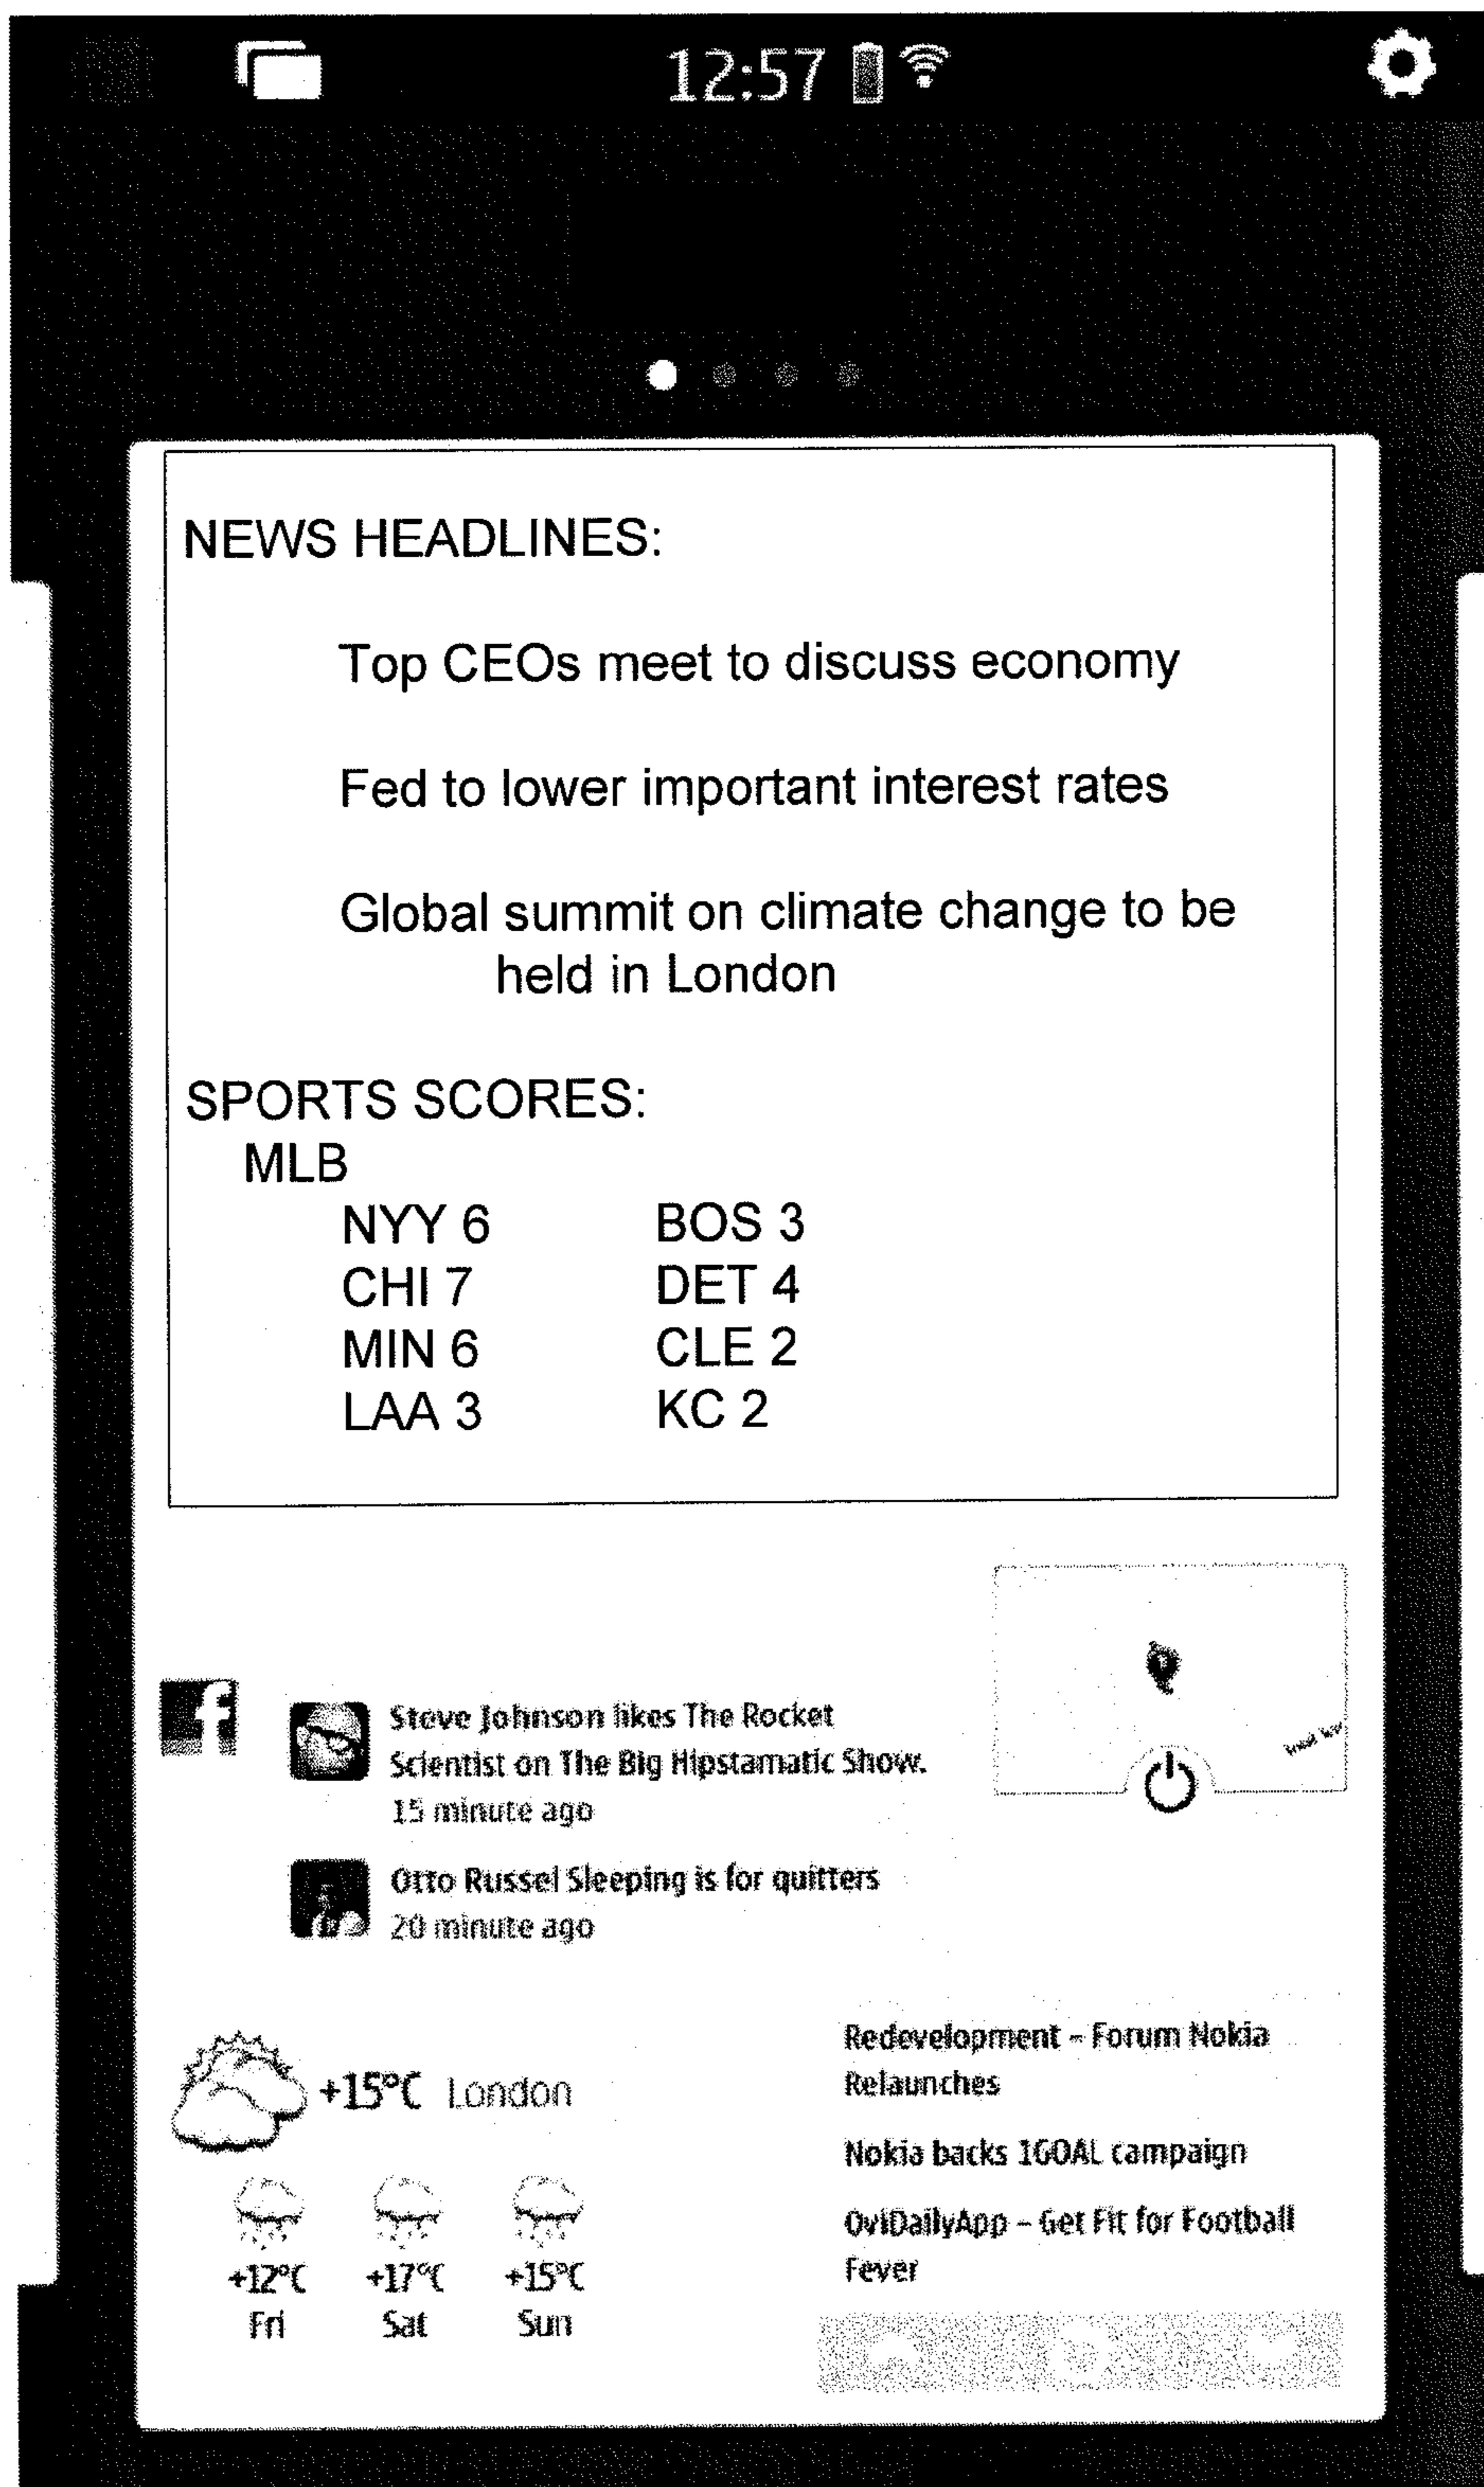 12:57
NEWS HEADLINES:
Top CEOs meet to discuss economy
Fed to lower important interest rates
Global summit on climate change to be
held in London
SPORTS SCORES:
MLB
NYY 6 BOS 3
CHI 7 DET 4
MIN 6 CLE 2
LAA 3 KC 2
f
Steve Johnson likes The Rocket
Scientist on The Big Hipstamatic Show.
15 minute ago
Otto Russel Sleeping is for quitters
20 minute ago
+15°C London
+12°C +17°C +15°C
Fri Sat Sun
Redevelopment – Forum Nokia
Relaunches
Nokia backs 1GOAL campaign
OviDailyApp – Get Fit for Football
Fever